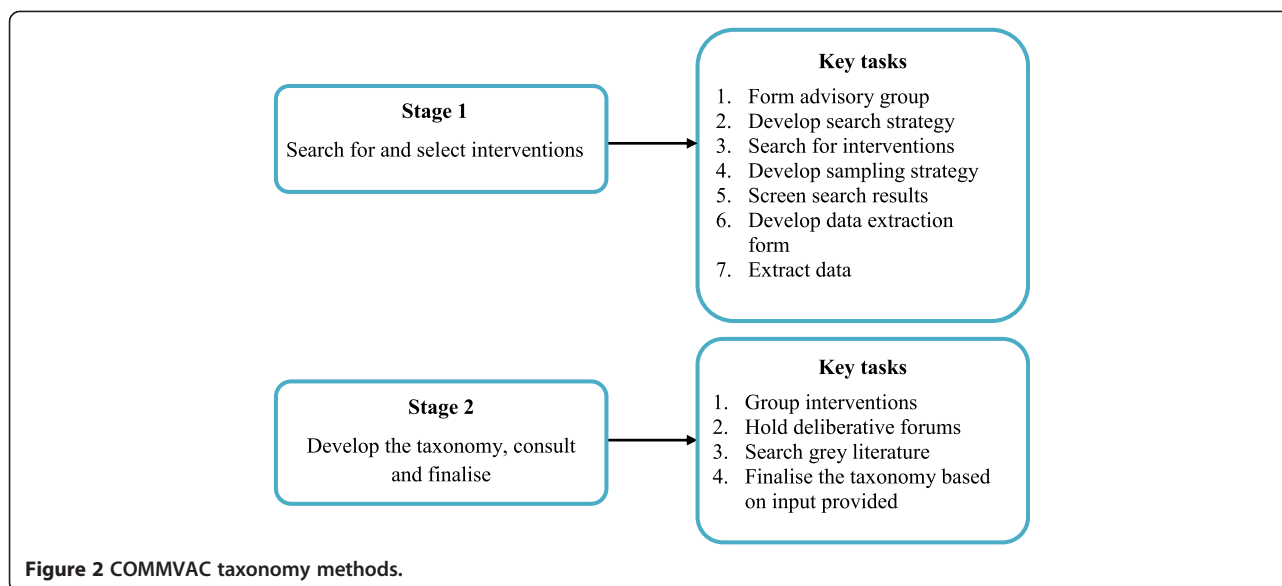 Stage 1
Search for and select interventions
Key tasks
1. Form advisory group
2. Develop search strategy
3. Search for interventions
4. Develop sampling strategy
5. Screen search results
6. Develop data extraction
form
7. Extract data
Stage 2
Develop the taxonomy, consult
and finalise
Key tasks
1. Group interventions
2. Hold deliberative forums
3. Search grey literature
4. Finalise the taxonomy based
on input provided
Figure 2 COMMVAC taxonomy methods.